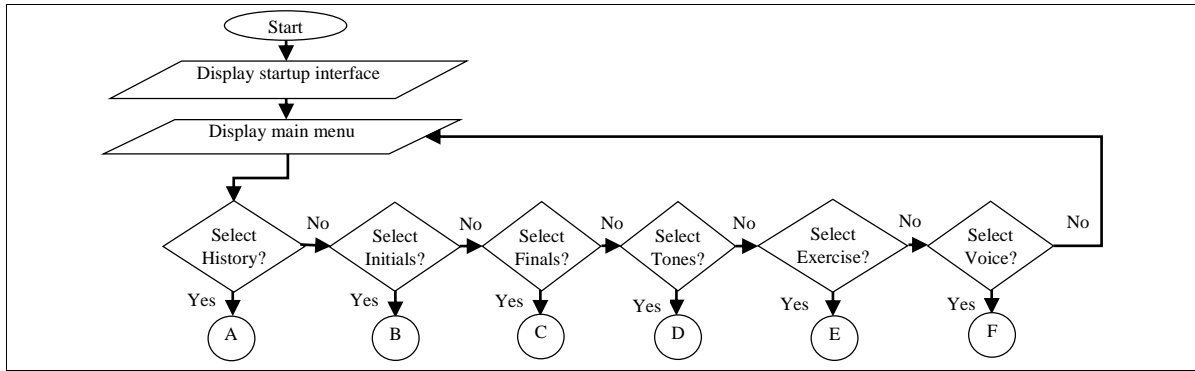 Start
Display startup interface
Display main menu
No
No
No
No
No
No
Select
History?
Select
Initials?
Select
Finals?
Select
Tones?
Select
Exercise?
Select
Voice?
Yes
Yes
Yes
Yes
Yes
Yes
A
B
C
D
E
F